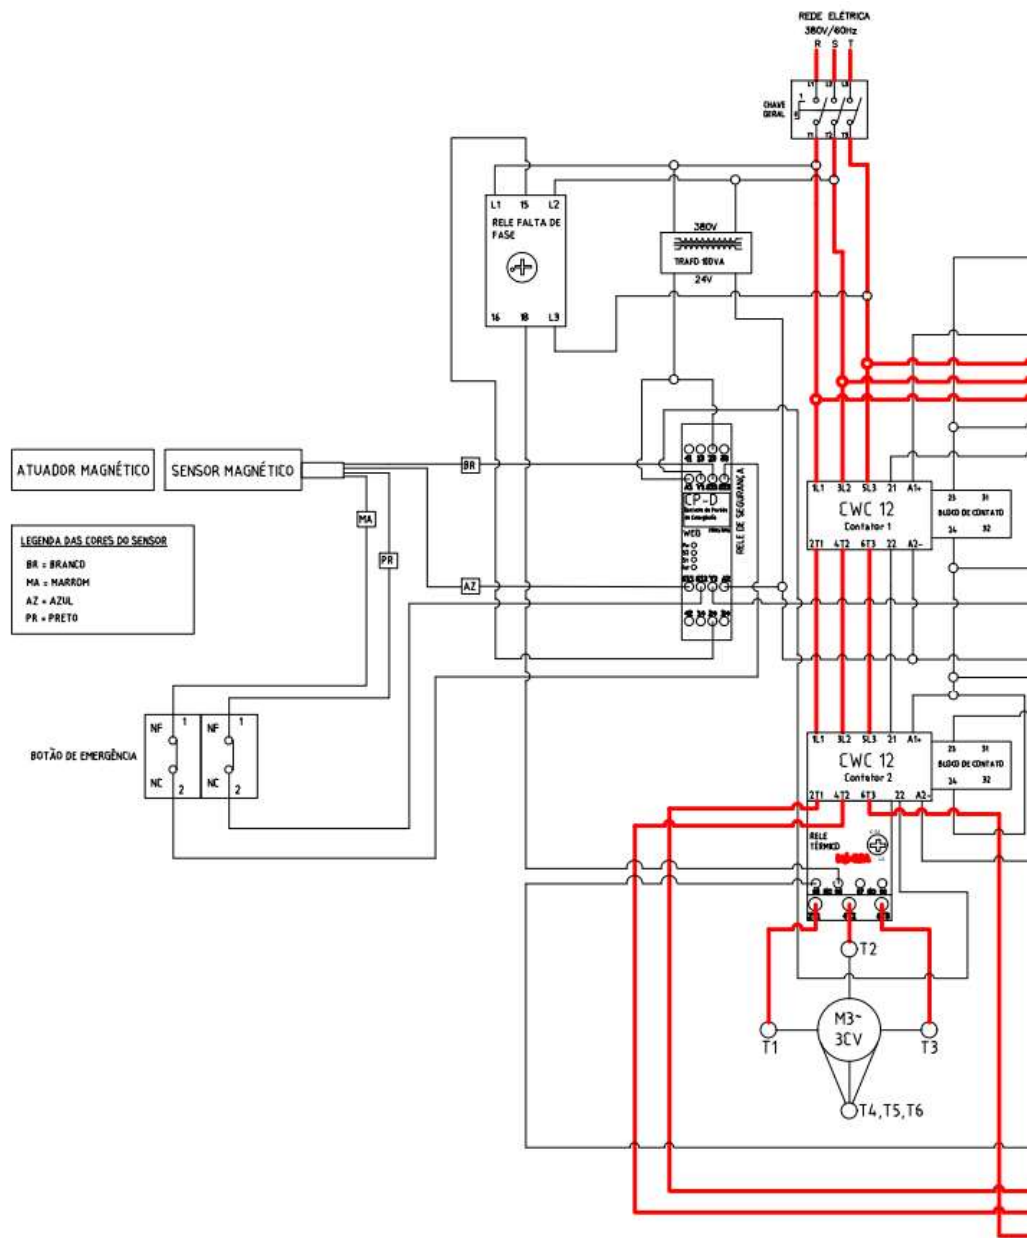 REDE ELÉTRICA
380V/60Hz
R S T
L1 L2 L3
CHAVE
GERAL
T1 T2 T3
L1 15 L2
RELE FALTA DE
FASE
16 18 L3
380V
TRAFO 100VA
24V
ATUADOR MAGNÉTICO
SENSOR MAGNÉTICO
BR
MA
PR
AZ
LEGENDA DAS CORES DO SENSOR
BR = BRANCO
MA = MARROM
AZ = AZUL
PR = PRETO
CP-D
WEG
RELE DE SEGURANÇA
1L1 3L2 5L3 21 A1+
CWC 12
Contator 1
2T1 4T2 6T3 22 A2-
23 31
BLOCO DE CONTATO
24 32
BOTÃO DE EMERGÊNCIA
NF 1 NF 1
NC 2 NC 2
1L1 3L2 5L3 21 A1+
CWC 12
Contator 2
2T1 4T2 6T3 22 A2-
23 31
BLOCO DE CONTATO
24 32
RELE
TÉRMICO
T2
M3~
3CV
T1
T3
T4,T5,T6